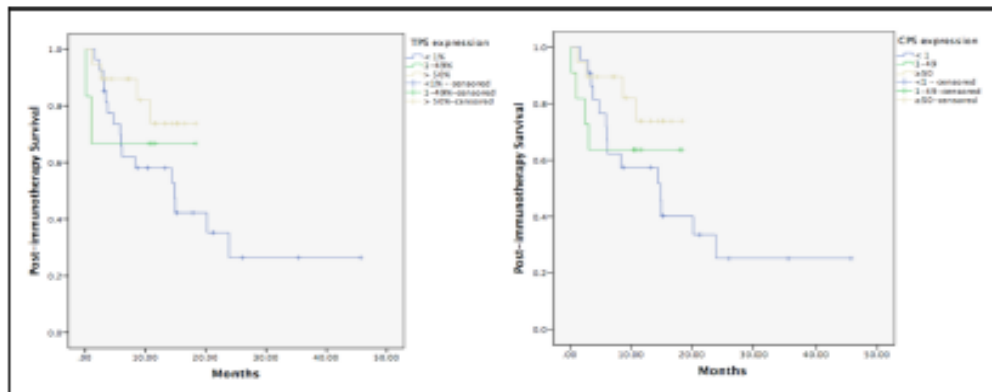 TPS expression
< 1%
1-49%
> 50%
<1% - censored
1-49%-censored
> 50%-censored
Post-immunotherapy Survival
1.0
0.8
0.6
0.4
0.2
0.0
.00
10.00
20.00
30.00
40.00
50.00
Months
CPS expression
< 1
1-49
≥50
<1 - censored
1-49-censored
≥50-censored
Post-immunotherapy Survival
1.0
0.8
0.6
0.4
0.2
0.0
.00
10.00
20.00
30.00
40.00
50.00
Months